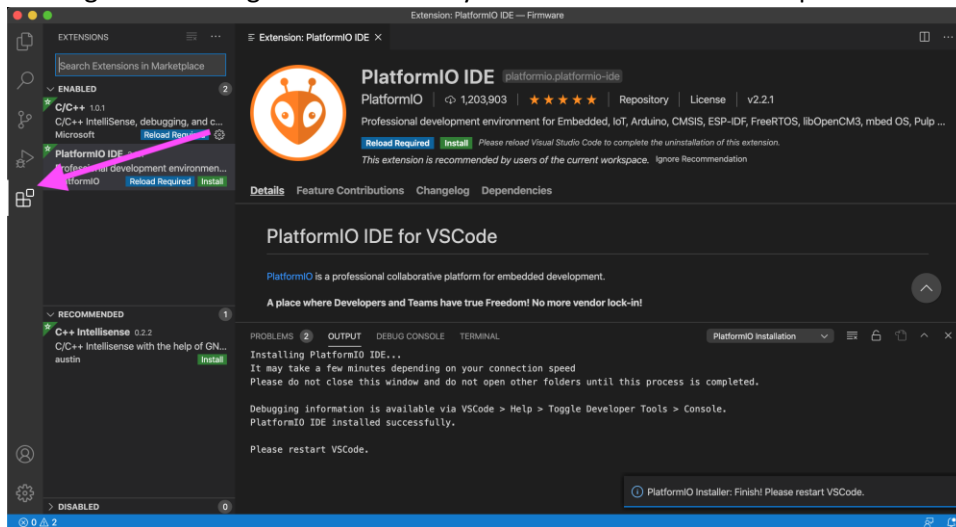 Extension: PlatformIO IDE — Firmware
EXTENSIONS
Search Extensions in Marketplace
ENABLED 2
C/C++ 1.0.1
C/C++ IntelliSense, debugging, and c...
Microsoft Reload Required
PlatformIO IDE
Professional development environmen...
Reload Required Install
RECOMMENDED 1
C++ Intellisense 0.2.2
C/C++ Intellisense with the help of GN...
austin Install
DISABLED 0
Extension: PlatformIO IDE ×
PlatformIO IDE platformio.platformio-ide
PlatformIO 1,203,903 ★★★★★ Repository License v2.2.1
Professional development environment for Embedded, IoT, Arduino, CMSIS, ESP-IDF, FreeRTOS, libOpenCM3, mbed OS, Pulp ...
Reload Required Install Please reload Visual Studio Code to complete the uninstallation of this extension.
This extension is recommended by users of the current workspace. Ignore Recommendation
Details Feature Contributions Changelog Dependencies
PlatformIO IDE for VSCode
PlatformIO is a professional collaborative platform for embedded development.
A place where Developers and Teams have true Freedom! No more vendor lock-in!
PROBLEMS 2 OUTPUT DEBUG CONSOLE TERMINAL PlatformIO Installation
Installing PlatformIO IDE...
It may take a few minutes depending on your connection speed
Please do not close this window and do not open other folders until this process is completed.
Debugging information is available via VSCode > Help > Toggle Developer Tools > Console.
PlatformIO IDE installed successfully.
Please restart VSCode.
PlatformIO Installer: Finish! Please restart VSCode.
0 2